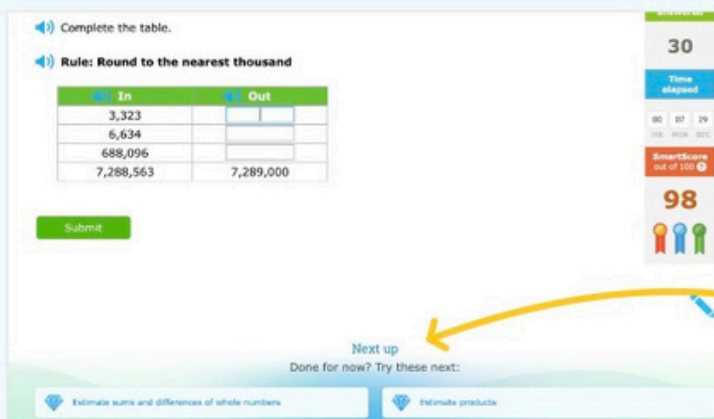 Complete the table.
Rule: Round to the nearest thousand
In Out
3,323
6,634
688,096
7,288,563 7,289,000
Submit
30
Time
elapsed
00 07 29
HR MIN SEC
SmartScore
out of 100 ?
98
Next up
Done for now? Try these next:
Estimate sums and differences of whole numbers
Estimate products